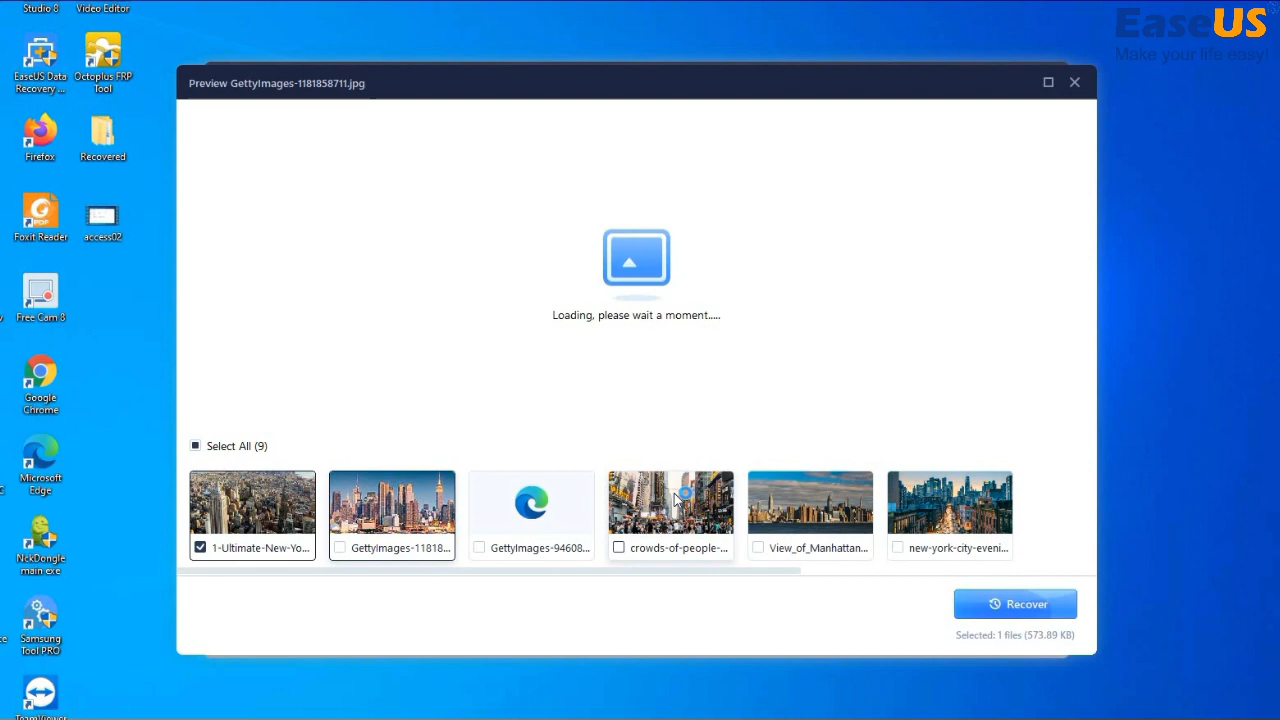 Studio 8
Video Editor
EaseUS
Make your life easy!
EaseUS Data
Recovery ...
Octoplus FRP
Tool
Firefox
Recovered
Foxit Reader
access02
Free Cam 8
Google
Chrome
Microsoft
Edge
NckDongle
main exe
Samsung
Tool PRO
TeamViewer
Preview GettyImages-1181858711.jpg
Loading, please wait a moment.....
Select All (9)
1-Ultimate-New-Yo...
GettyImages-11818...
GettyImages-94608...
crowds-of-people-...
View_of_Manhattan...
new-york-city-eveni...
Recover
Selected: 1 files (573.89 KB)